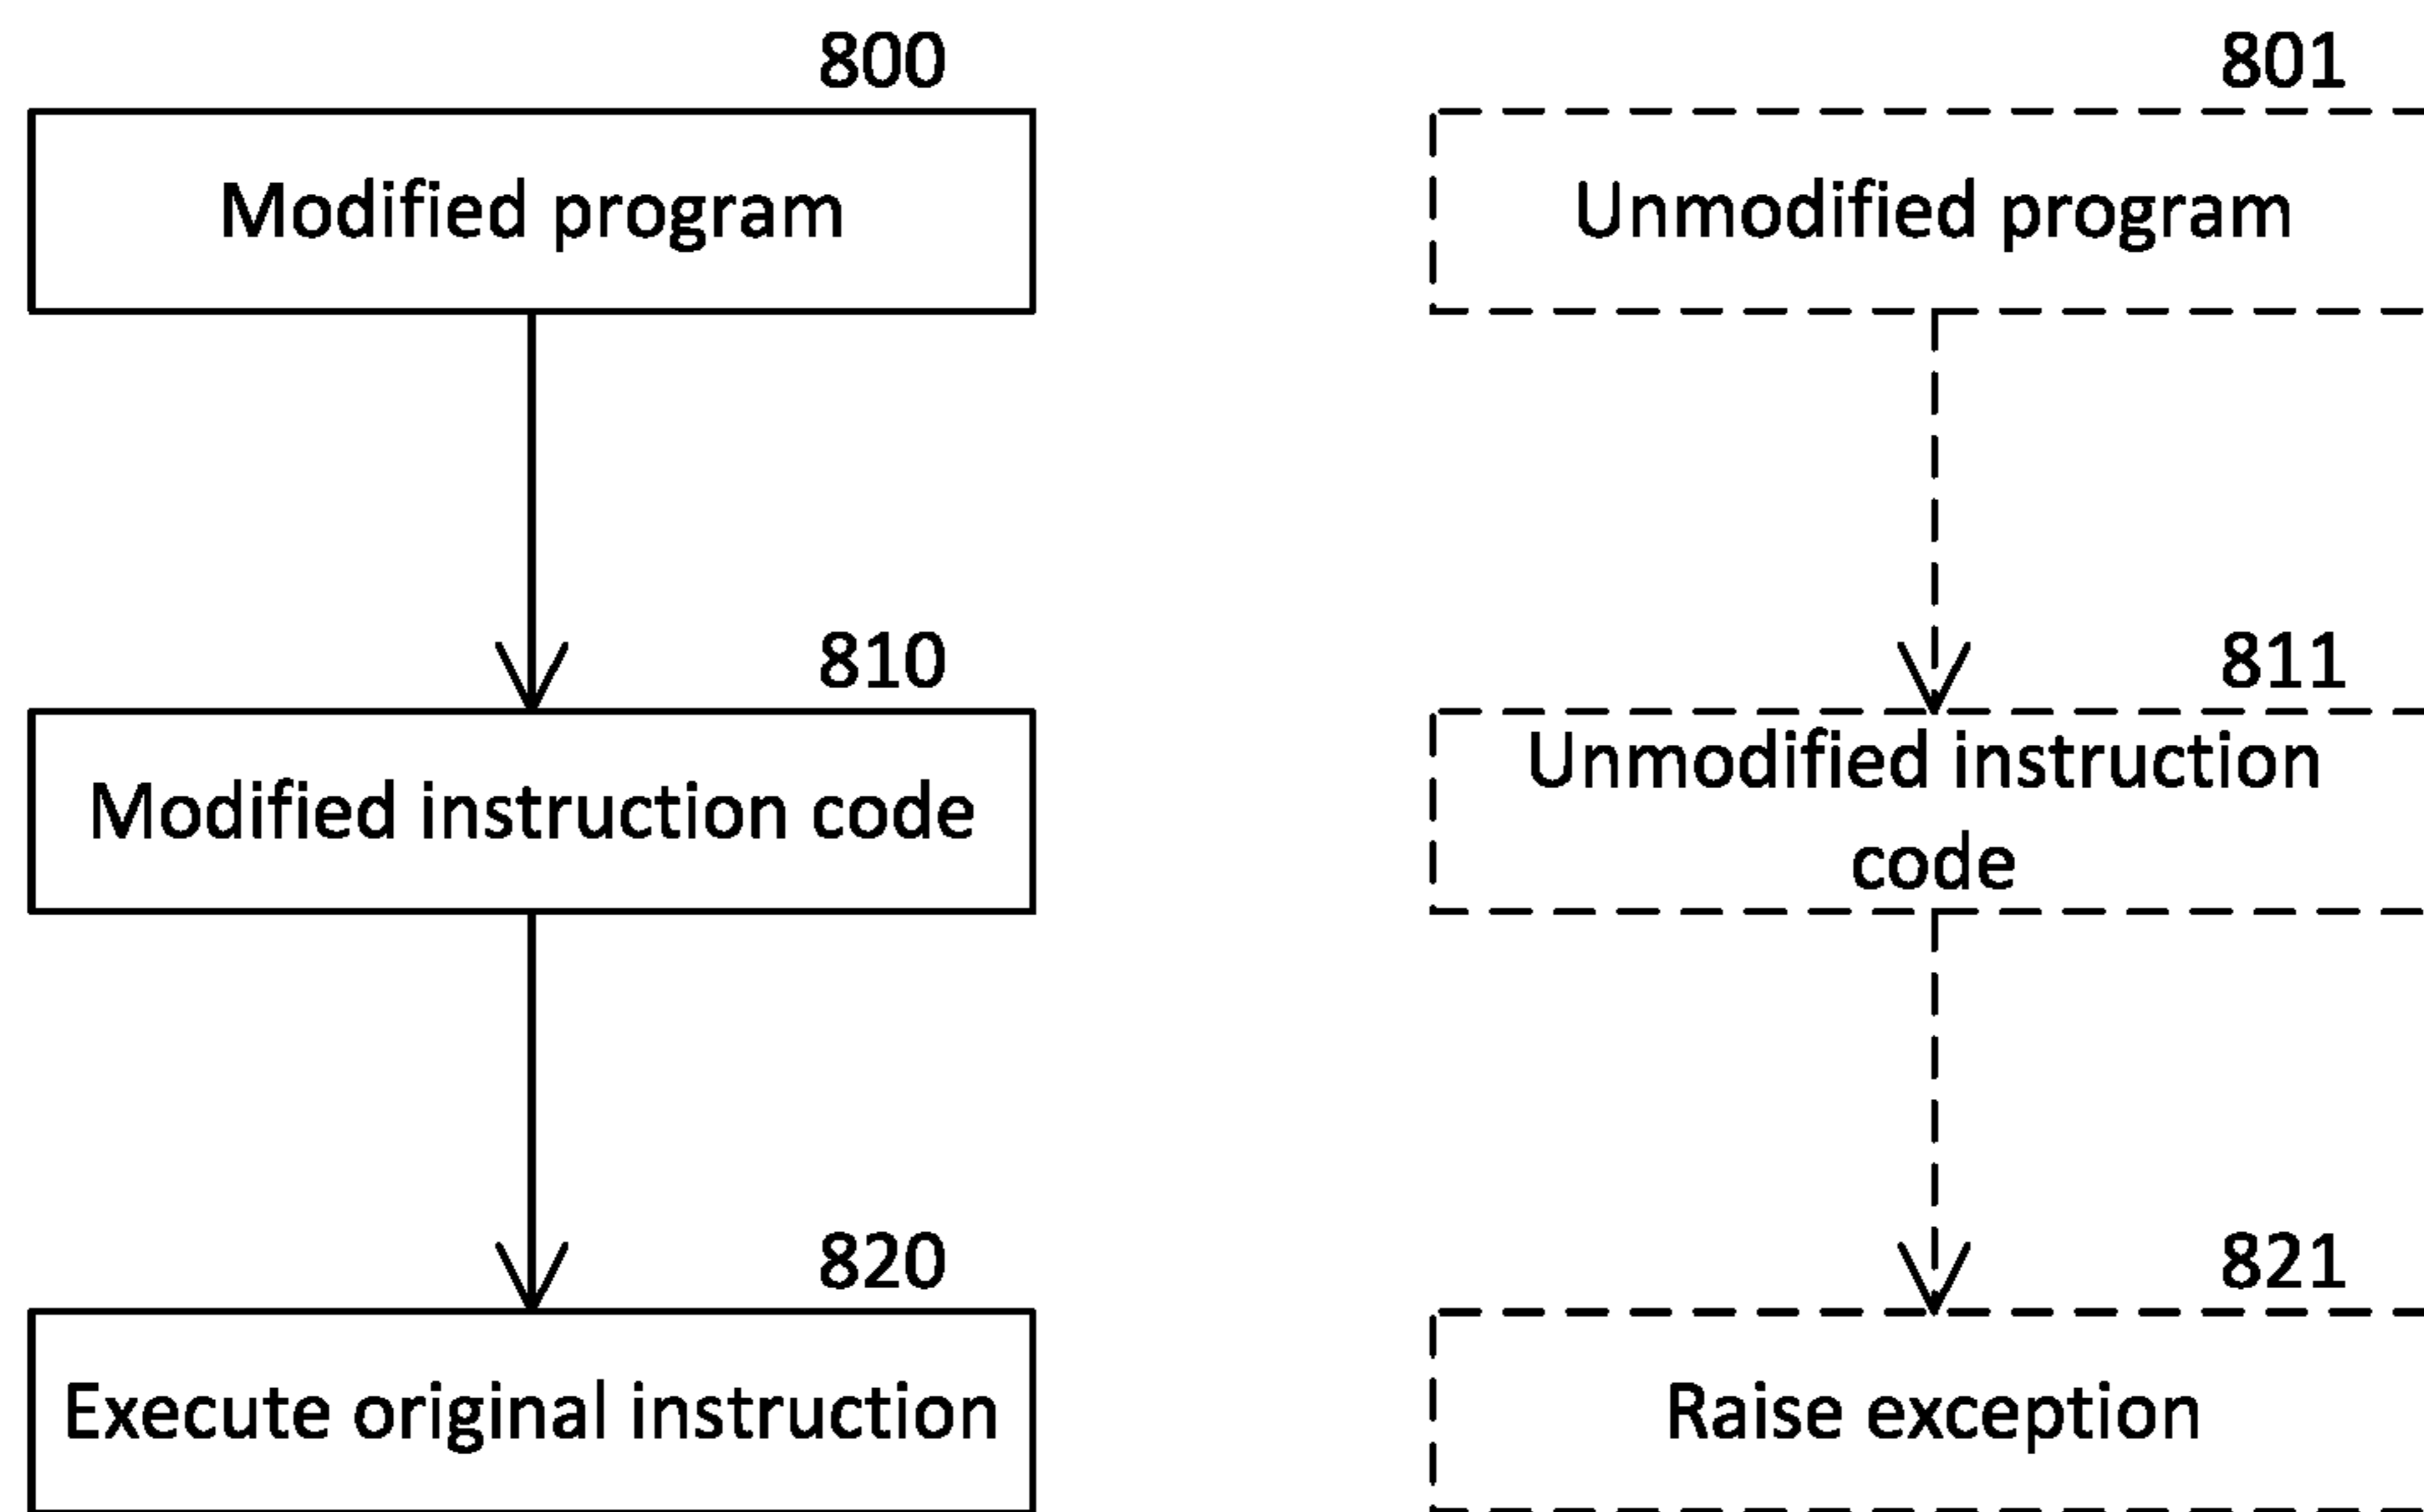 800
Modified program
801
Unmodified program
810
Modified instruction code
811
Unmodified instruction
code
820
Execute original instruction
821
Raise exception